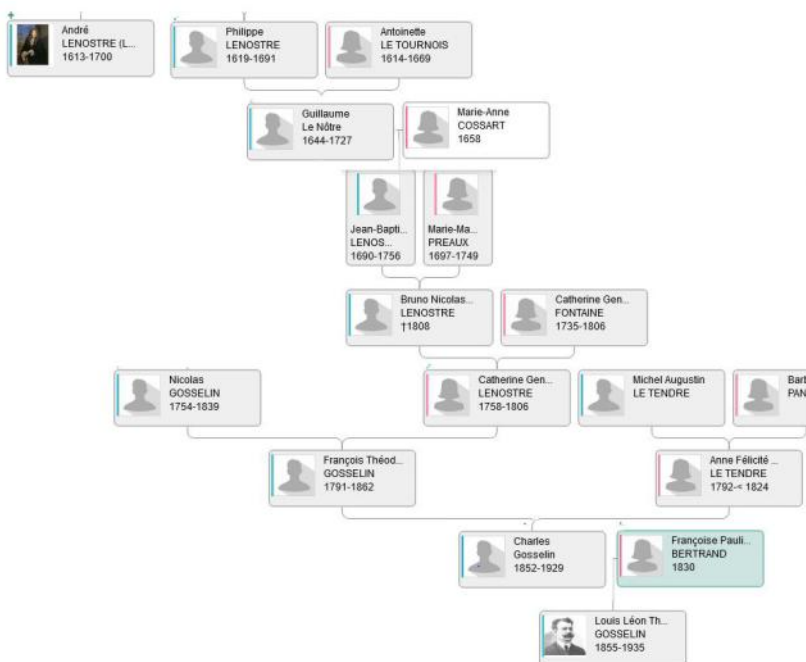 André
LENOSTRE (L...
1613-1700
Philippe
LENOSTRE
1619-1691
Antoinette
LE TOURNOIS
1614-1669
Guillaume
Le Nôtre
1644-1727
Marie-Anne
COSSART
1658
Jean-Bapti...
LENOS...
1690-1756
Marie-Ma...
PREAUX
1697-1749
Bruno Nicolas...
LENOSTRE
†1808
Catherine Gen...
FONTAINE
1735-1806
Nicolas
GOSSELIN
1754-1839
Catherine Gen...
LENOSTRE
1758-1806
Michel Augustin
LE TENDRE
Bart
PAN
François Théod...
GOSSELIN
1791-1862
Anne Félicité ...
LE TENDRE
1792-< 1824
Charles
Gosselin
1852-1929
Françoise Pauli...
BERTRAND
1830
Louis Léon Th...
GOSSELIN
1855-1935